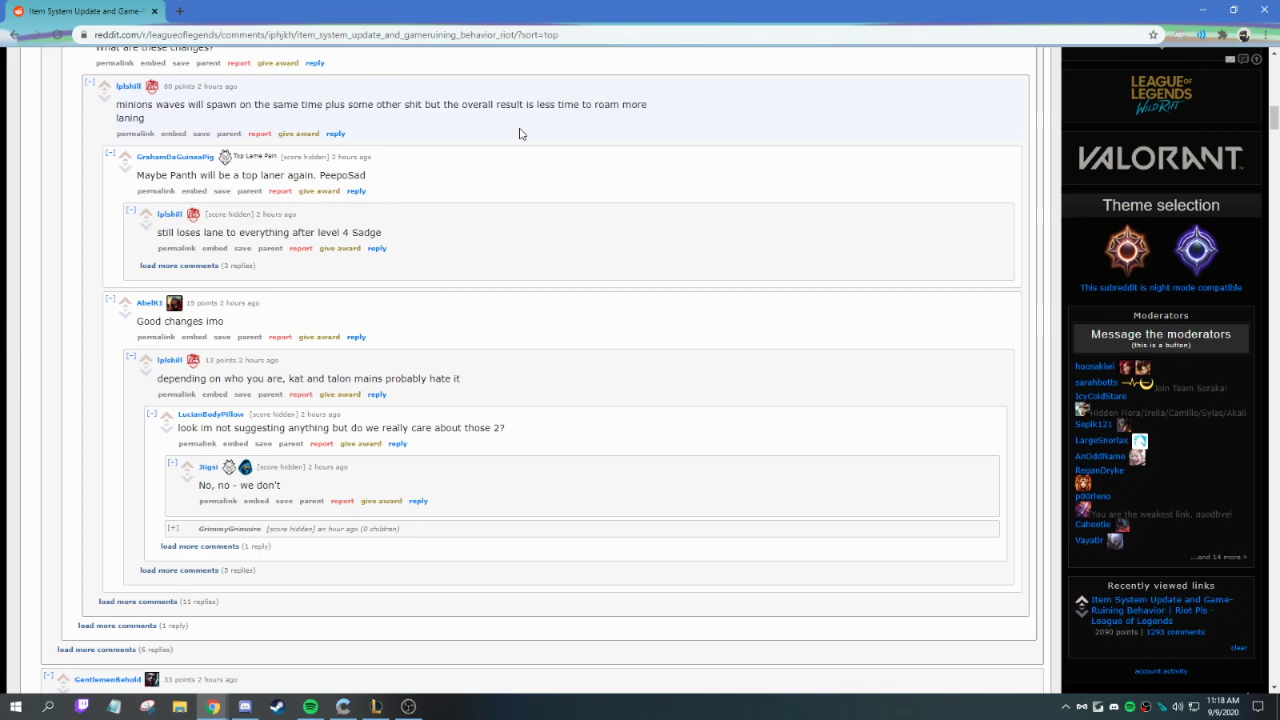 Item System Update and Game-
reddit.com/r/leagueoflegends/comments/iphjkh/item_system_update_and_gameruining_behavior_riot/?sort=top
What are these changes?
permalink embed save parent report give award reply
[-] lplshill 60 points 2 hours ago
minions waves will spawn on the same time plus some other shit but the overall result is less time to roam more
laning
permalink embed save parent report give award reply
[-] GrahamDaGuineaPig Top Lame Pain [score hidden] 2 hours ago
Maybe Panth will be a top laner again. PeepoSad
permalink embed save parent report give award reply
[-] lplshill [score hidden] 2 hours ago
still loses lane to everything after level 4 Sadge
permalink embed save parent report give award reply
load more comments (3 replies)
[-] AbelK1 19 points 2 hours ago
Good changes imo
permalink embed save parent report give award reply
[-] lplshill 13 points 2 hours ago
depending on who you are, kat and talon mains probably hate it
permalink embed save parent report give award reply
[-] LucianBodyPillow [score hidden] 2 hours ago
look im not suggesting anything but do we really care about those 2?
permalink embed save parent report give award reply
[-] Jiigsi [score hidden] 2 hours ago
No, no - we don't
permalink embed save parent report give award reply
[+] GrimmyGrimoire [score hidden] an hour ago (0 children)
load more comments (1 reply)
load more comments (5 replies)
load more comments (11 replies)
load more comments (1 reply)
load more comments (6 replies)
[-] GentlemenBehold 33 points 2 hours ago
LEAGUE OF
LEGENDS
WILD RIFT
VALORANT
Theme selection
This subreddit is night mode compatible
Moderators
Message the moderators
(this is a button)
hoosakiwi
sarahbotts Join Team Soraka!
IcyColdStare
Hidden Fiora/Irelia/Camille/Sylas/Akali
Sepik121
LargeSnorlax
AnOddName
ReganDryke
p00rleno
You are the weakest link, goodbye!
Cahootie
Vayatir
...and 14 more »
Recently viewed links
Item System Update and Game-
Ruining Behavior | Riot Pls -
League of Legends
2090 points | 1293 comments
clear
account activity
11:18 AM
9/9/2020